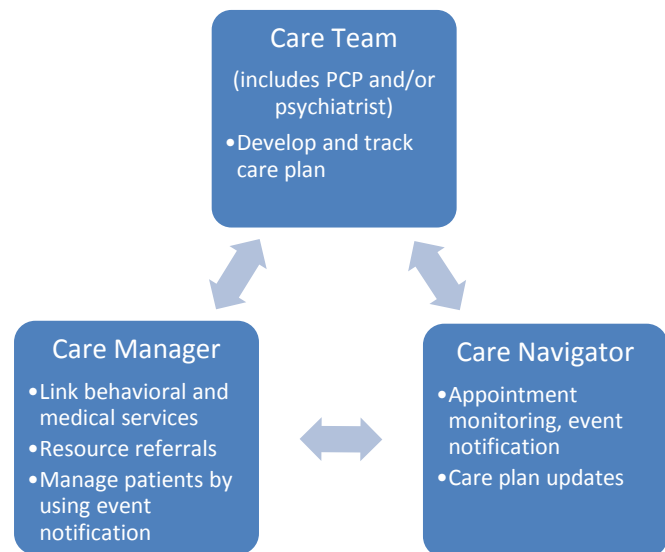 Care Team
(includes PCP and/or
psychiatrist)
•Develop and track
care plan
Care Manager
•Link behavioral and
medical services
•Resource referrals
•Manage patients by
using event
notification
Care Navigator
•Appointment
monitoring, event
notification
•Care plan updates